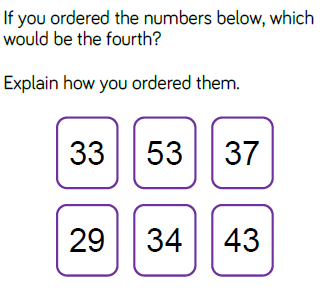 If you ordered the numbers below, which
would be the fourth?
Explain how you ordered them.
33 53 37
29 34 43